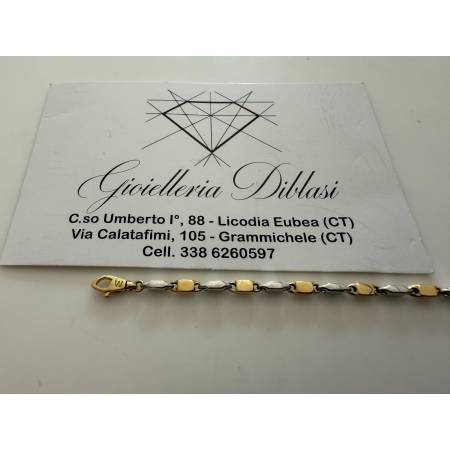 Gioielleria Diblasi
C.so Umberto I°, 88 - Licodia Eubea (CT)
Via Calatafimi, 105 - Grammichele (CT)
Cell. 338 6260597
W